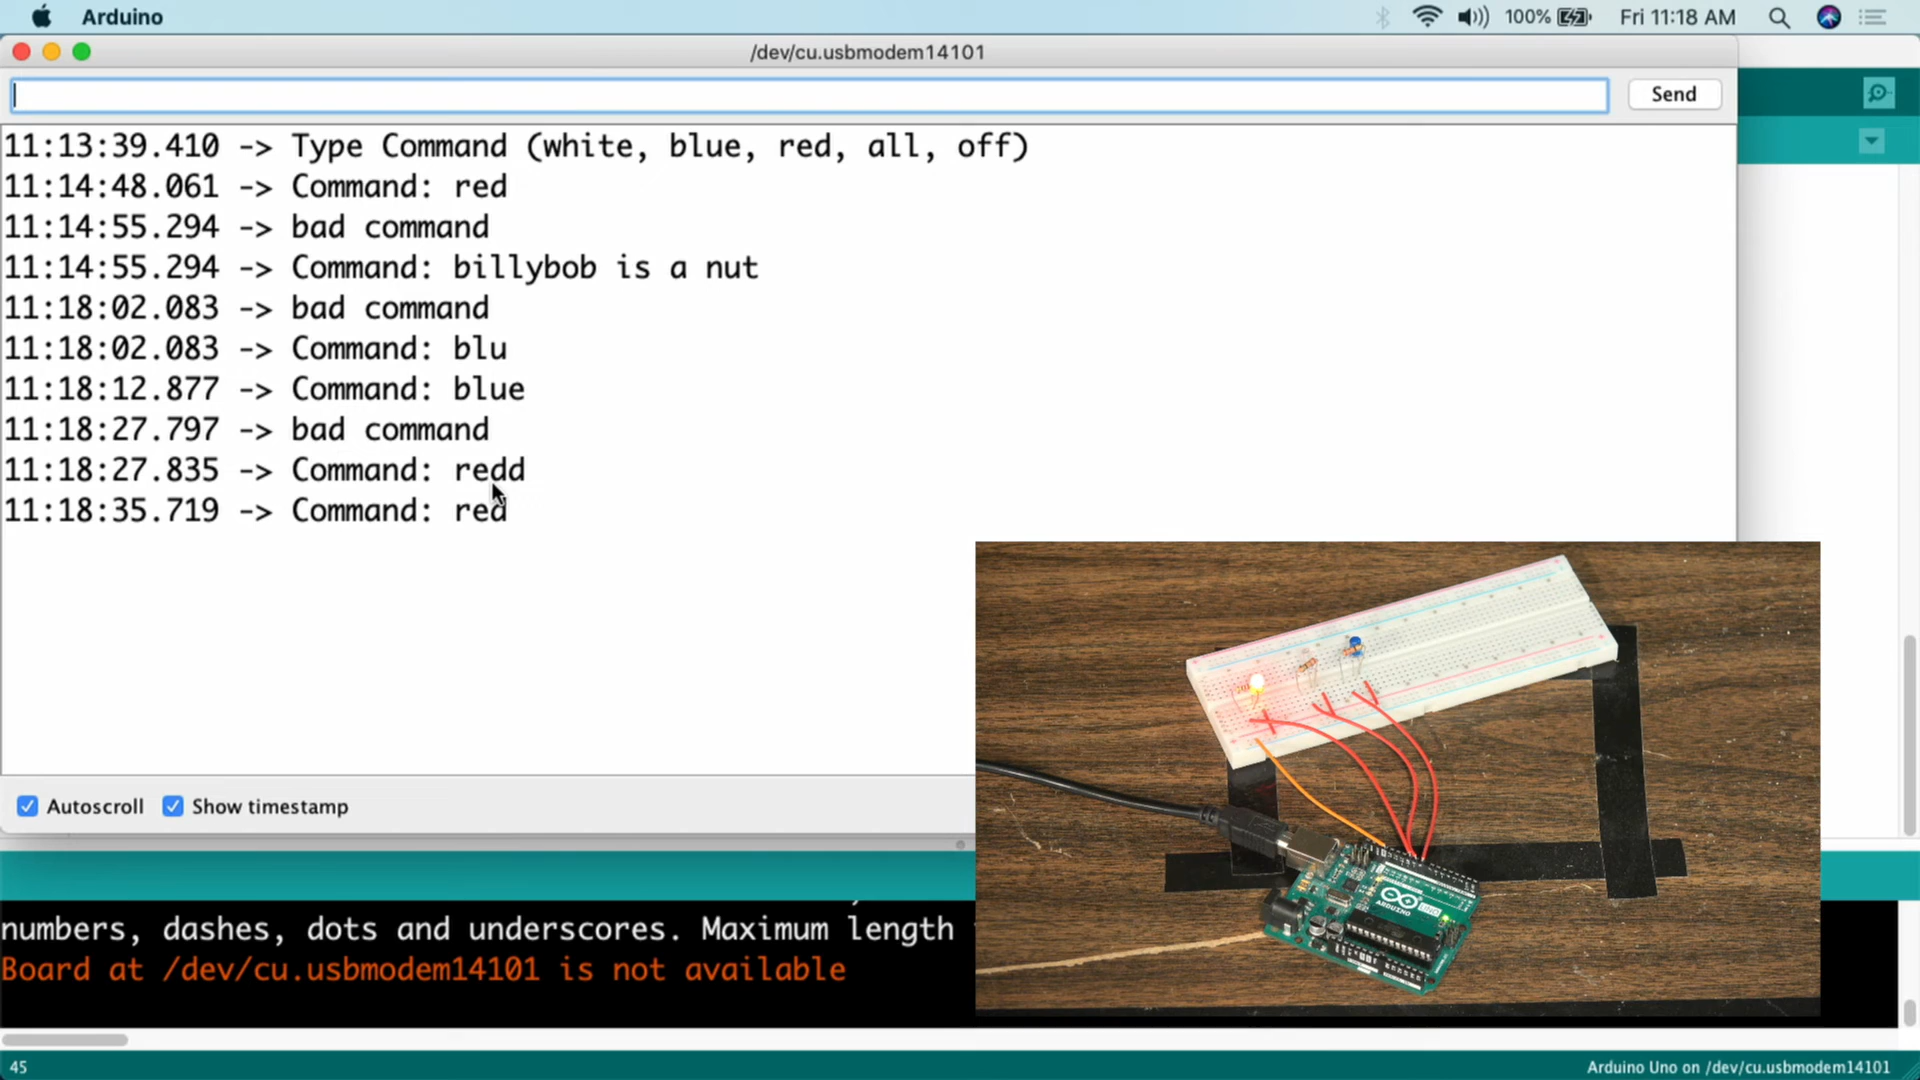 Arduino
100%
Fri 11:18 AM
/dev/cu.usbmodem14101
Send
11:13:39.410 -> Type Command (white, blue, red, all, off)
11:14:48.061 -> Command: red
11:14:55.294 -> bad command
11:14:55.294 -> Command: billybob is a nut
11:18:02.083 -> bad command
11:18:02.083 -> Command: blu
11:18:12.877 -> Command: blue
11:18:27.797 -> bad command
11:18:27.835 -> Command: redd
11:18:35.719 -> Command: red
Autoscroll
Show timestamp
ARDUINO
UNO
numbers, dashes, dots and underscores. Maximum length
Board at /dev/cu.usbmodem14101 is not available
45
Arduino Uno on /dev/cu.usbmodem14101